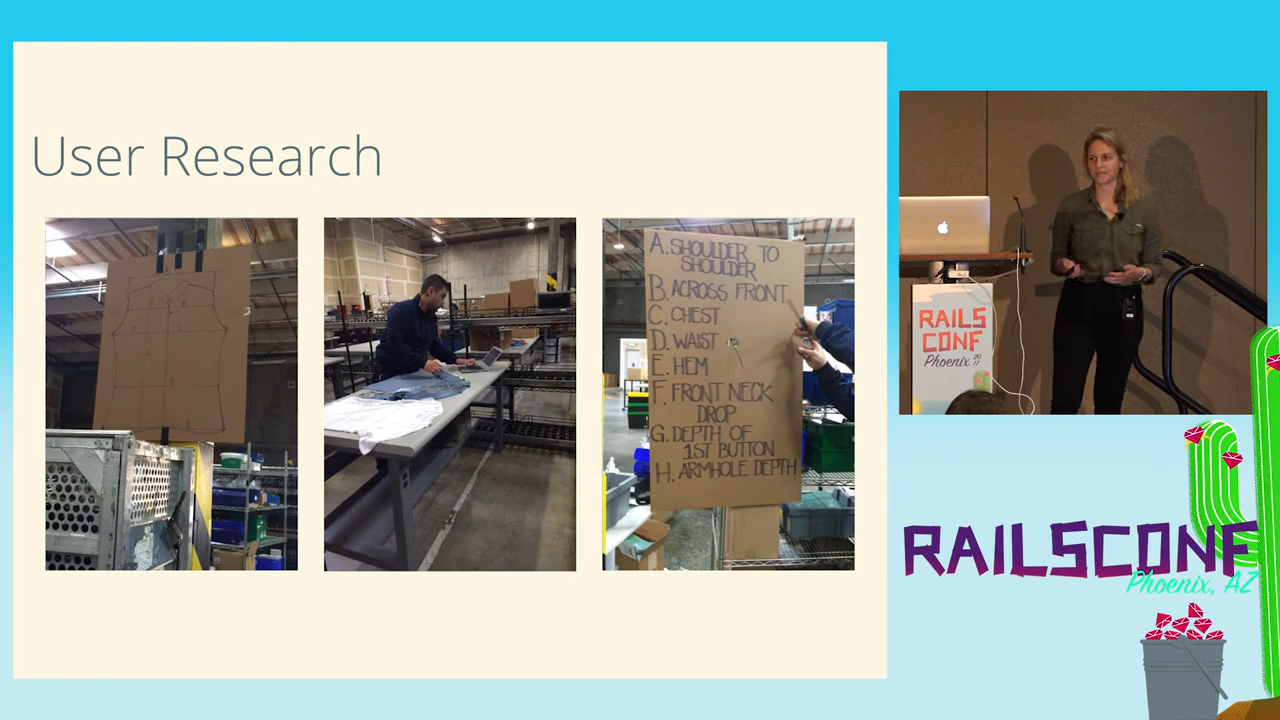 User Research
A. SHOULDER TO
SHOULDER
B. ACROSS FRONT
C. CHEST
D. WAIST
E. HEM
F. FRONT NECK
DROP
G. DEPTH OF
1ST BUTTON
H. ARMHOLE DEPTH
RAILS
CONF
Phoenix 2017
RAILSCONF
Phoenix, AZ